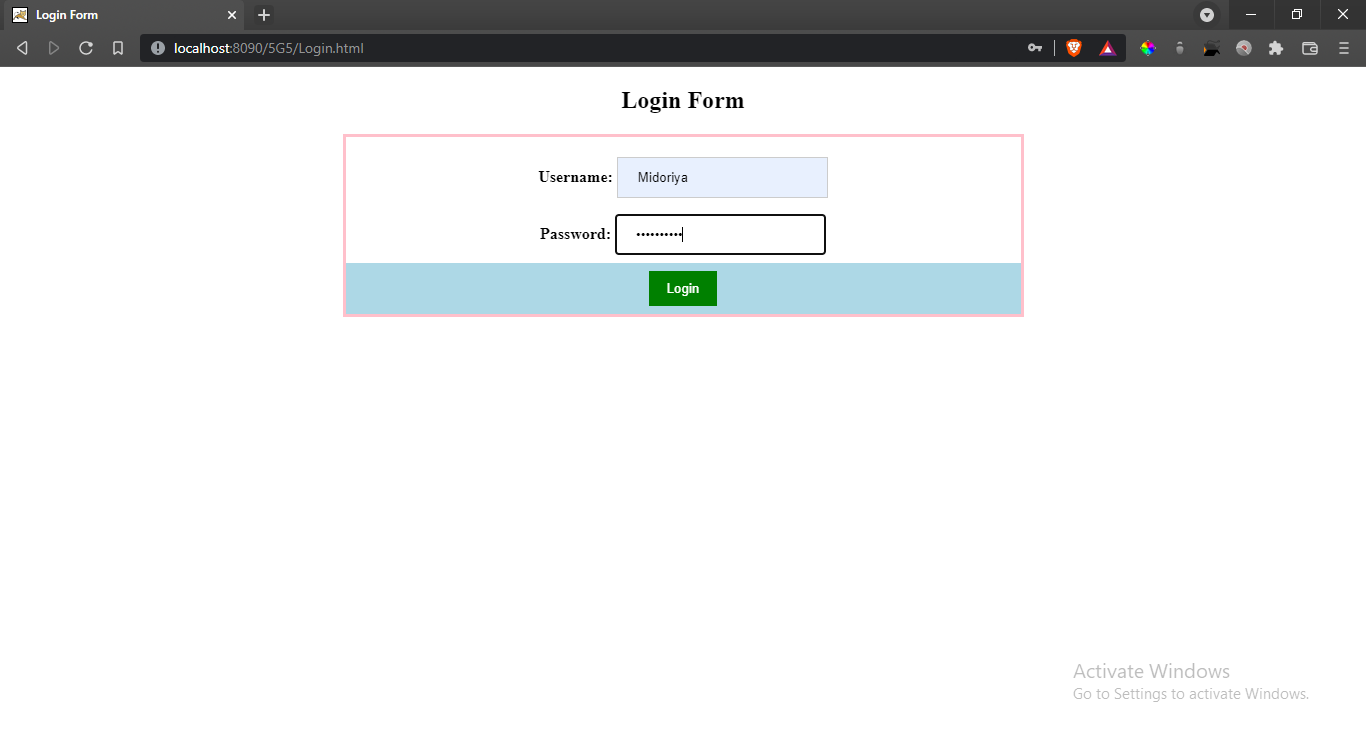 Login Form
localhost:8090/5G5/Login.html
Login Form
Username: Midoriya
Password: ••••••••••
Login
Activate Windows
Go to Settings to activate Windows.